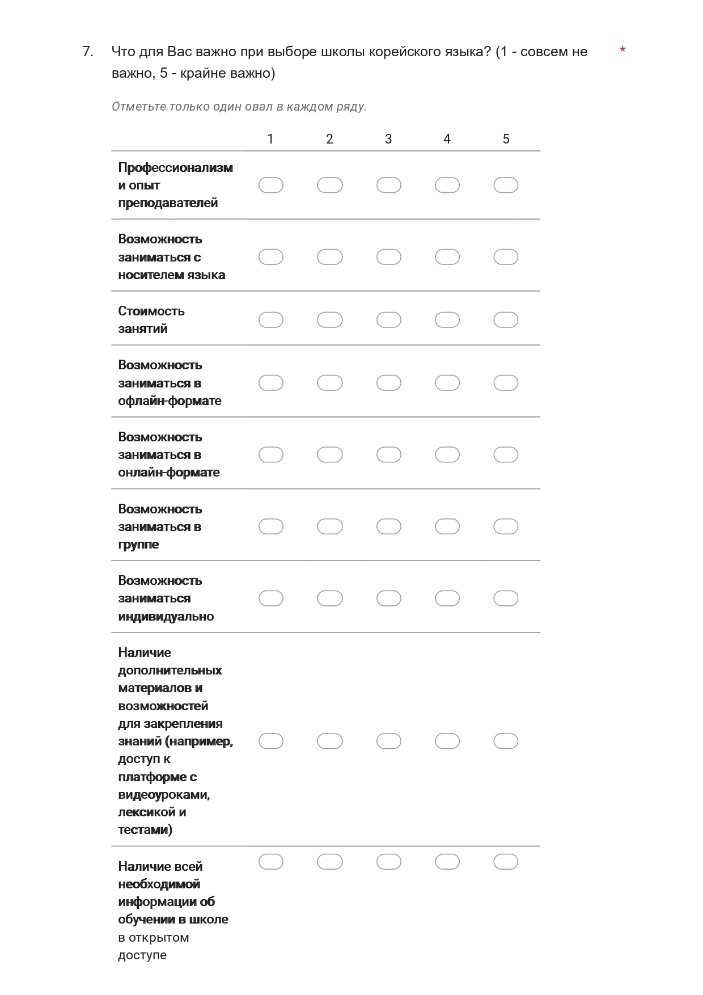 7. Что для Вас важно при выборе школы корейского языка? (1 - совсем не *
важно, 5 - крайне важно)
Отметьте только один овал в каждом ряду.
1 2 3 4 5
Профессионализм
и опыт
преподавателей
Возможность
заниматься с
носителем языка
Стоимость
занятий
Возможность
заниматься в
офлайн-формате
Возможность
заниматься в
онлайн-формате
Возможность
заниматься в
группе
Возможность
заниматься
индивидуально
Наличие
дополнительных
материалов и
возможностей
для закрепления
знаний (например,
доступ к
платформе с
видеоуроками,
лексикой и
тестами)
Наличие всей
необходимой
информации об
обучении в школе
в открытом
доступе